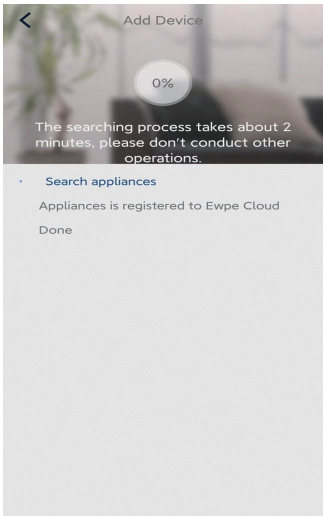 Add Device
0%
The searching process takes about 2
minutes, please don't conduct other
operations.
Search appliances
Appliances is registered to Ewpe Cloud
Done